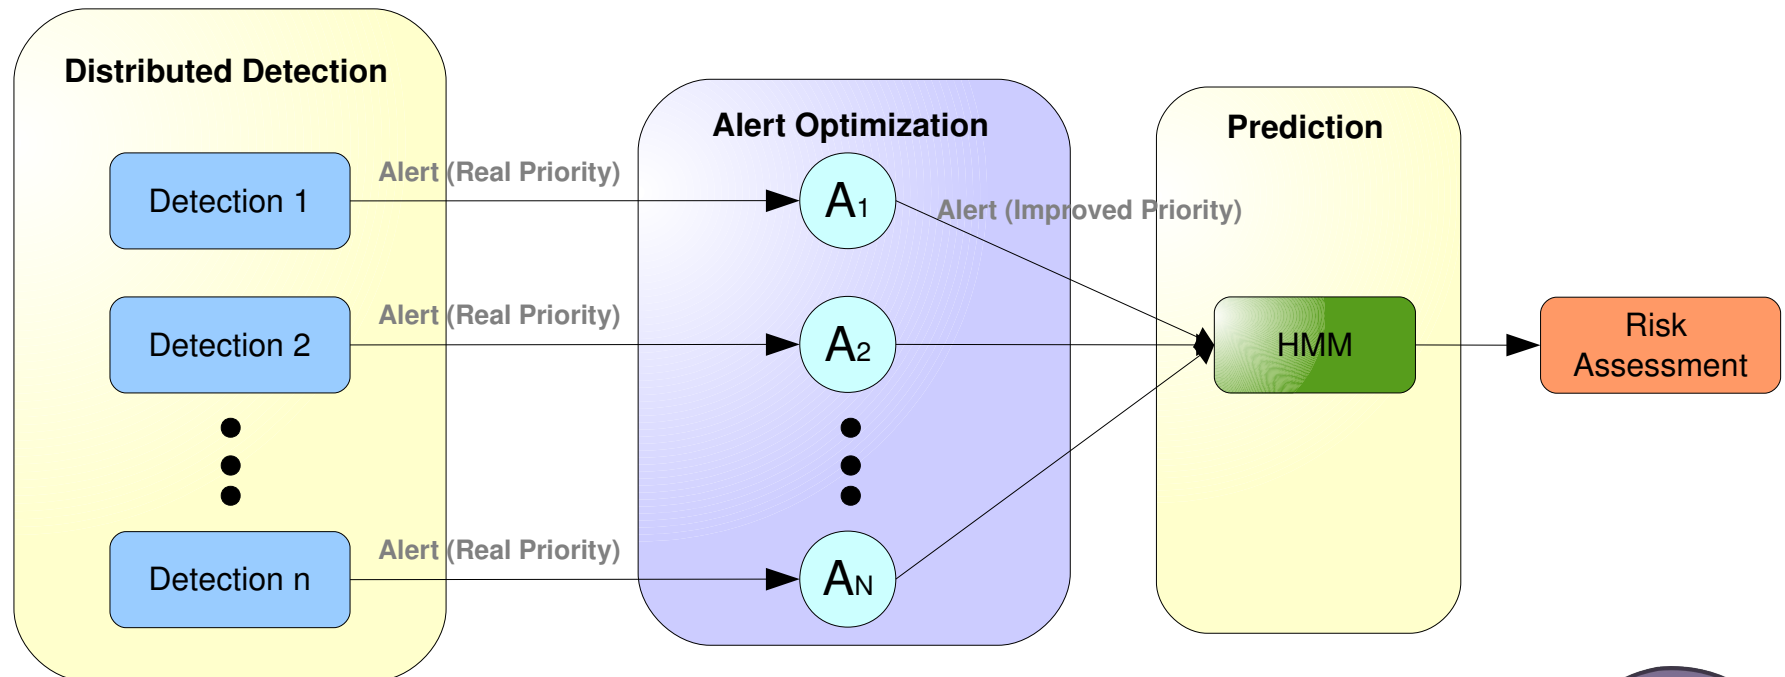 Distributed Detection
Alert Optimization
Prediction
Detection 1
Alert (Real Priority)
A1
Alert (Improved Priority)
Detection 2
Alert (Real Priority)
A2
HMM
Risk
Assessment
Detection n
Alert (Real Priority)
AN